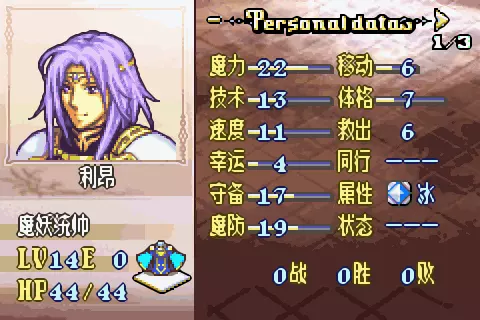 Personal data
1/3
利昂
魔妖统帅
LV14E 0
HP44/44
魔力 22 移动 6
技术 13 体格 7
速度 11 救出 6
幸运 4 同行 ---
守备 17 属性 冰
魔防 19 状态 ---
0战 0胜 0败